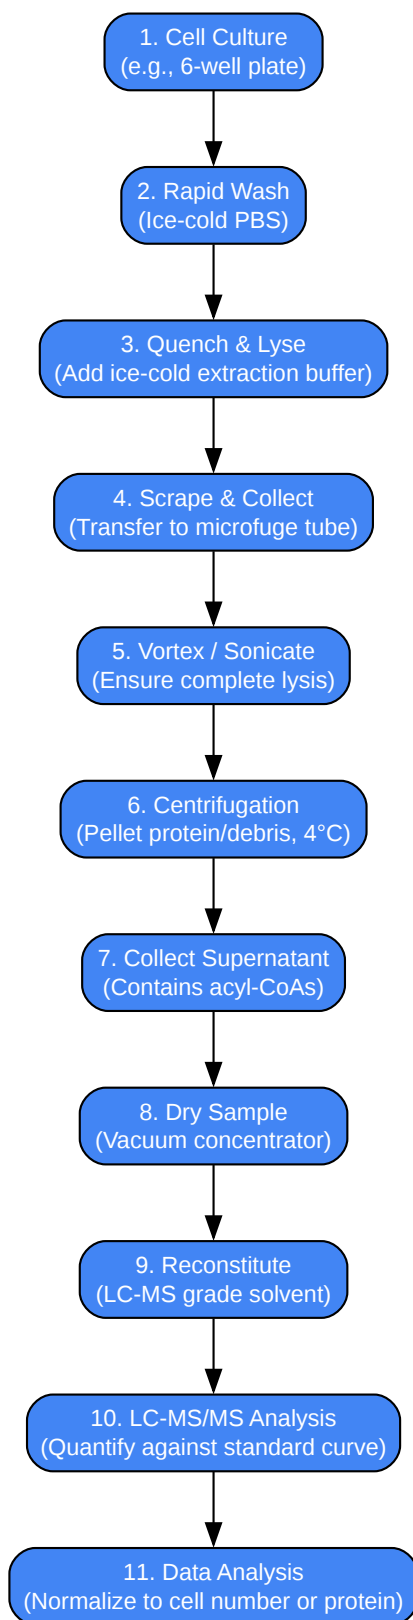 1. Cell Culture
(e.g., 6-well plate)
2. Rapid Wash
(Ice-cold PBS)
3. Quench & Lyse
(Add ice-cold extraction buffer)
4. Scrape & Collect
(Transfer to microfuge tube)
5. Vortex / Sonicate
(Ensure complete lysis)
6. Centrifugation
(Pellet protein/debris, 4°C)
7. Collect Supernatant
(Contains acyl-CoAs)
8. Dry Sample
(Vacuum concentrator)
9. Reconstitute
(LC-MS grade solvent)
10. LC-MS/MS Analysis
(Quantify against standard curve)
11. Data Analysis
(Normalize to cell number or protein)